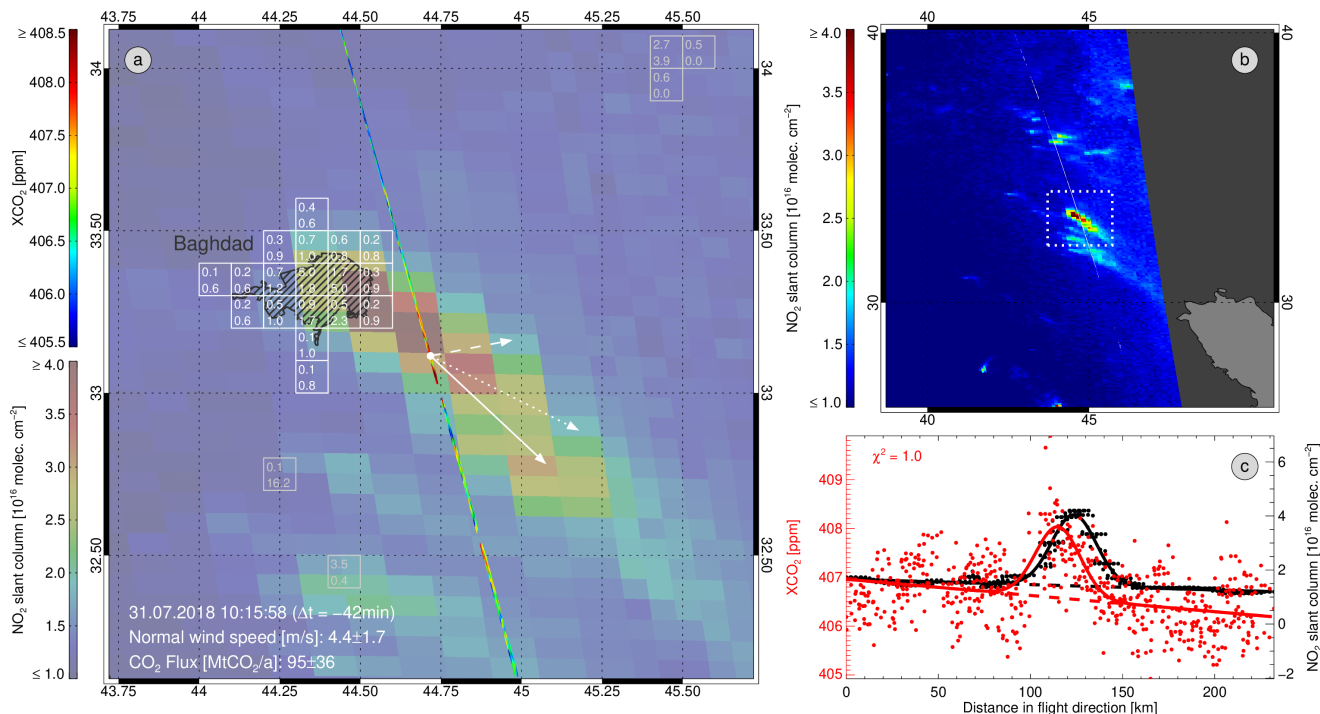 43.75 44 44.25 44.50 44.75 45 45.25 45.50
≥ 408.5
408.0
407.5
407.0
406.5
406.0
≤ 405.5
XCO2 [ppm]
≥ 4.0
3.5
3.0
2.5
2.0
1.5
≤ 1.0
NO2 slant column [10^16 molec. cm^-2]
a
34
33.50
33
32.50
34
33.50
33
32.50
2.7 0.5
3.9 0.0
0.6
0.0
Baghdad
0.4
0.6
0.3 0.7 0.6 0.2
0.9 1.0 0.8 0.8
0.1 0.2 0.7 0.3
0.6 0.6 1.2 5.0 0.9
0.2 0.5 0.9 0.5 0.2
0.6 1.0 2.3 0.9
0.1
1.0
0.1
0.8
0.1
16.2
3.5
0.4
31.07.2018 10:15:58 (Δt = −42min)
Normal wind speed [m/s]: 4.4±1.7
CO2 Flux [MtCO2/a]: 95±36
43.75 44 44.25 44.50 44.75 45 45.25 45.50
40 45
≥ 4.0
3.5
3.0
2.5
2.0
1.5
≤ 1.0
NO2 slant column [10^16 molec. cm^-2]
b
40
30
40
30
40 45
χ² = 1.0
c
409
408
407
406
405
XCO2 [ppm]
6
4
2
0
−2
NO2 slant column [10^16 molec. cm^-2]
0 50 100 150 200
Distance in flight direction [km]